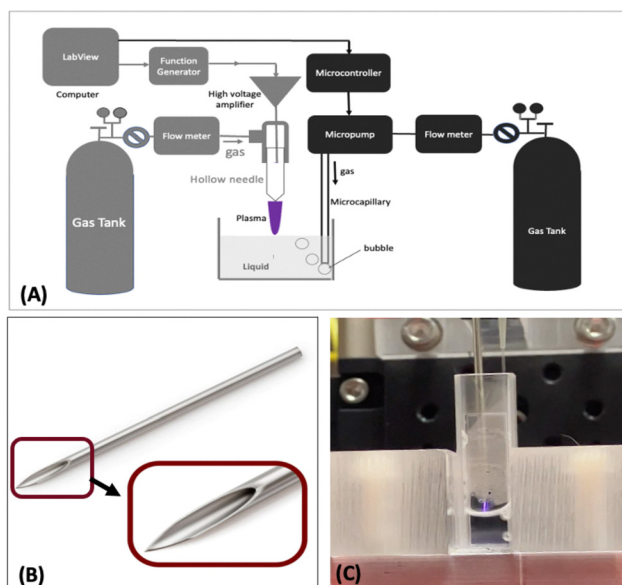 LabView
Computer
Function
Generator
High voltage
amplifier
Microcontroller
Micropump
Flow meter
Flow meter
gas
gas
Hollow needle
Microcapillary
Plasma
bubble
Liquid
Gas Tank
Gas Tank
(A)
(B)
(C)